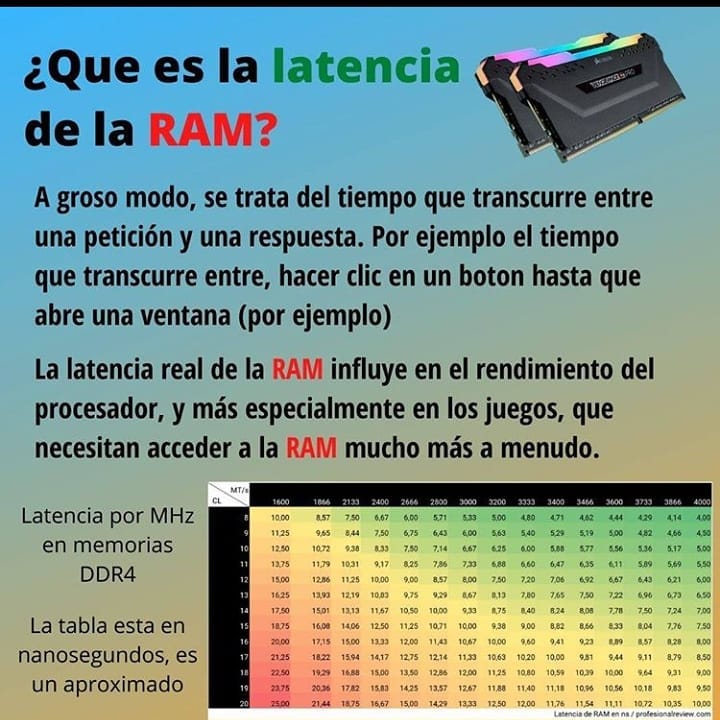 ¿Que es la latencia
de la RAM?
A groso modo, se trata del tiempo que transcurre entre
una petición y una respuesta. Por ejemplo el tiempo
que transcurre entre, hacer clic en un boton hasta que
abre una ventana (por ejemplo)
La latencia real de la RAM influye en el rendimiento del
procesador, y más especialmente en los juegos, que
necesitan acceder a la RAM mucho más a menudo.
Latencia por MHz
en memorias
DDR4
La tabla esta en
nanosegundos, es
un aproximado
MT/s
CL 1600 1866 2133 2400 2666 2800 3000 3200 3333 3400 3466 3600 3733 3866 4000
8 10,00 8,57 7,50 6,67 6,00 5,71 5,33 5,00 4,80 4,71 4,62 4,44 4,29 4,14 4,00
9 11,25 9,65 8,44 7,50 6,75 6,43 6,00 5,63 5,40 5,29 5,19 5,00 4,82 4,66 4,50
10 12,50 10,72 9,38 8,33 7,50 7,14 6,67 6,25 6,00 5,88 5,77 5,56 5,36 5,17 5,00
11 13,75 11,79 10,31 9,17 8,25 7,86 7,33 6,88 6,60 6,47 6,35 6,11 5,89 5,69 5,50
12 15,00 12,86 11,25 10,00 9,00 8,57 8,00 7,50 7,20 7,06 6,92 6,67 6,43 6,21 6,00
13 16,25 13,93 12,19 10,83 9,75 9,29 8,67 8,13 7,80 7,65 7,50 7,22 6,96 6,73 6,50
14 17,50 15,01 13,13 11,67 10,50 10,00 9,33 8,75 8,40 8,24 8,08 7,78 7,50 7,24 7,00
15 18,75 16,08 14,06 12,50 11,25 10,71 10,00 9,38 9,00 8,82 8,66 8,33 8,04 7,76 7,50
16 20,00 17,15 15,00 13,33 12,00 11,43 10,67 10,00 9,60 9,41 9,23 8,89 8,57 8,28 8,00
17 21,25 18,22 15,94 14,17 12,75 12,14 11,33 10,63 10,20 10,00 9,81 9,44 9,11 8,79 8,50
18 22,50 19,29 16,88 15,00 13,50 12,86 12,00 11,25 10,80 10,59 10,39 10,00 9,64 9,31 9,00
19 23,75 20,36 17,82 15,83 14,25 13,57 12,67 11,88 11,40 11,18 10,96 10,56 10,18 9,83 9,50
20 25,00 21,44 18,75 16,67 15,00 14,29 13,33 12,50 12,00 11,76 11,54 11,11 10,72 10,35 10,00
Latencia de RAM en ns / profesionalreview.com